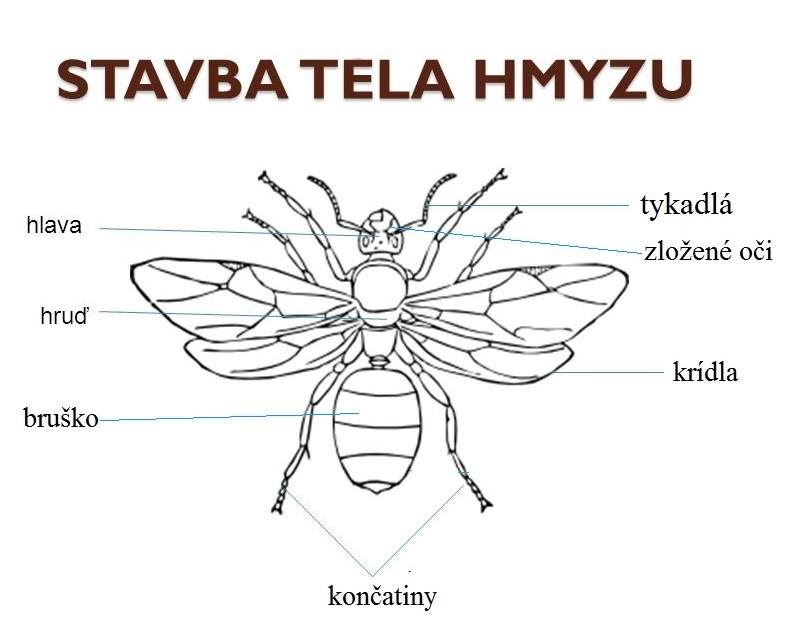 STAVBA TELA HMYZU
tykadlá
hlava
zložené oči
hruď
krídla
bruško
končatiny